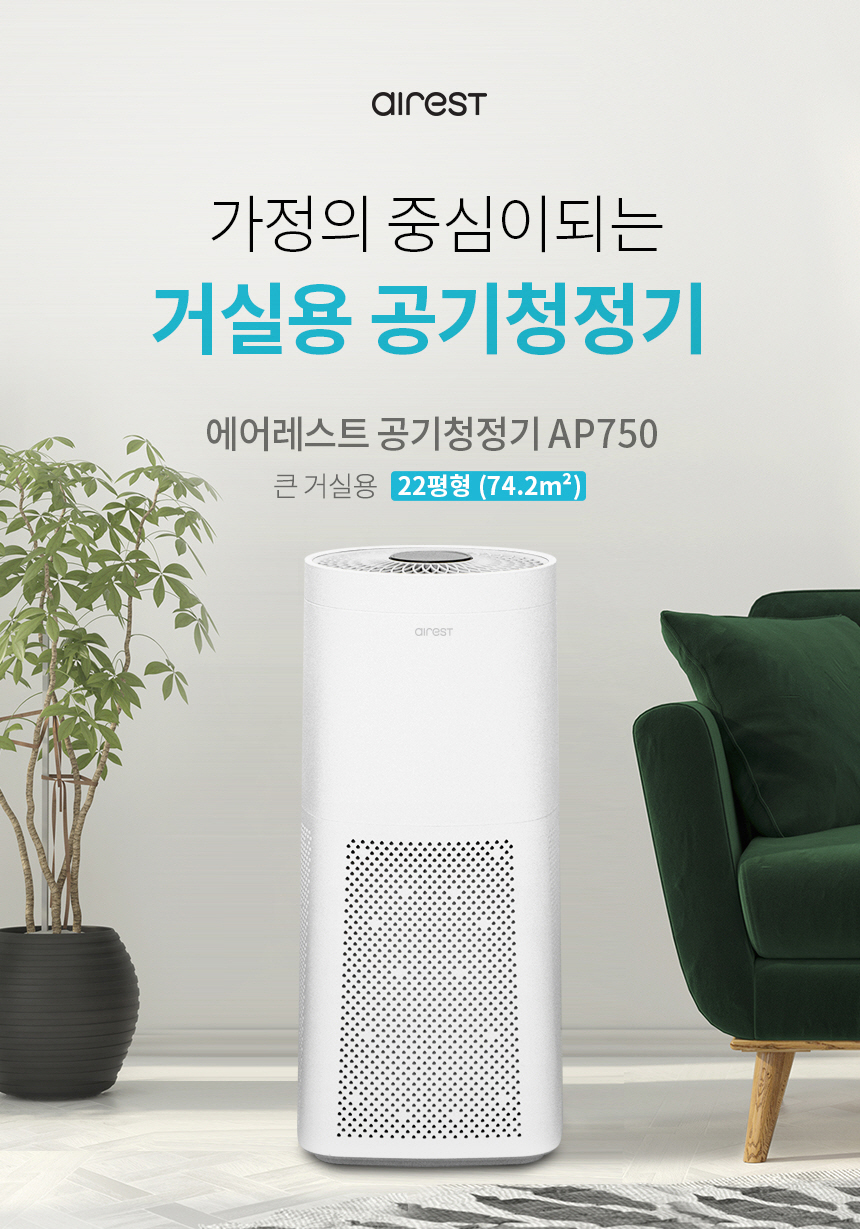 airest
가정의 중심이되는
거실용 공기청정기
에어레스트 공기청정기 AP750
큰 거실용 22평형 (74.2m²)
airest